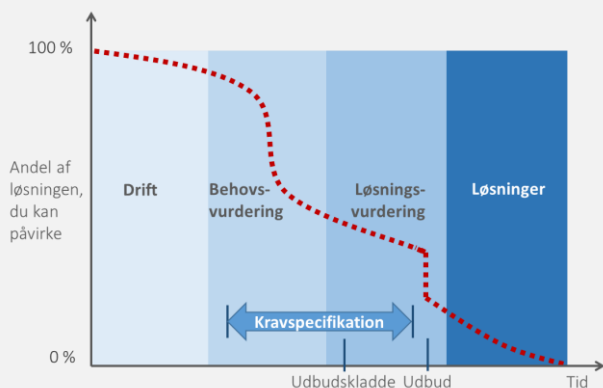 100 %
Andel af
løsningen,
du kan
påvirke
Drift
Behovs-
vurdering
Løsnings-
vurdering
Løsninger
Kravspecifikation
0 %
Udbudskladde
Udbud
Tid